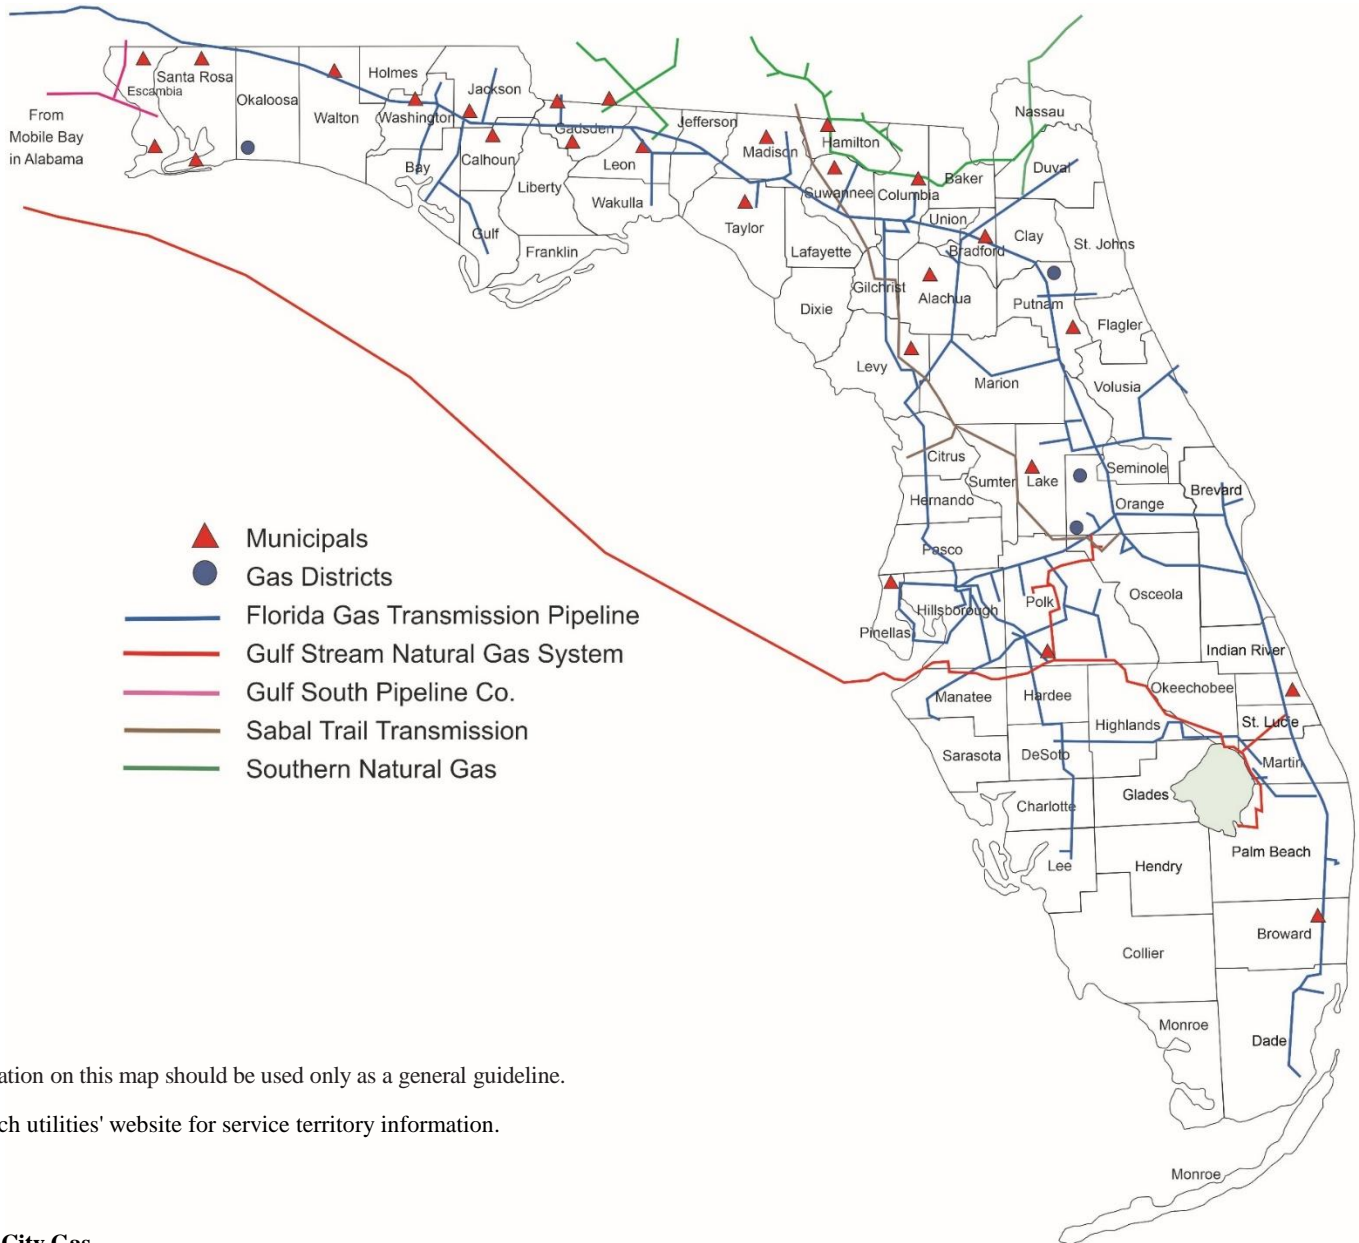 Nassau
Holmes
Santa Rosa
Jackson
Escambia
Okaloosa
From
Mobile Bay
in Alabama
Walton
Washington
Gadsden
Jefferson
Madison
Hamilton
Bay
Calhoun
Leon
Liberty
Wakulla
Taylor
Suwannee
Columbia
Baker
Duval
Union
Gulf
Franklin
Lafayette
Bradford
Clay
St. Johns
Gilchrist
Dixie
Alachua
Putnam
Flagler
Levy
Marion
Volusia
Citrus
Sumter
Lake
Seminole
Hernando
Orange
Brevard
Pasco
Municipals
Gas Districts
Florida Gas Transmission Pipeline
Gulf Stream Natural Gas System
Gulf South Pipeline Co.
Sabal Trail Transmission
Southern Natural Gas
Hillsborough
Polk
Osceola
Pinellas
Indian River
Manatee
Hardee
Okeechobee
Highlands
St. Lucie
Sarasota
DeSoto
Martin
Charlotte
Glades
Lee
Hendry
Palm Beach
Collier
Broward
Monroe
Dade
Monroe
ation on this map should be used only as a general guideline.
ch utilities' website for service territory information.
City Gas